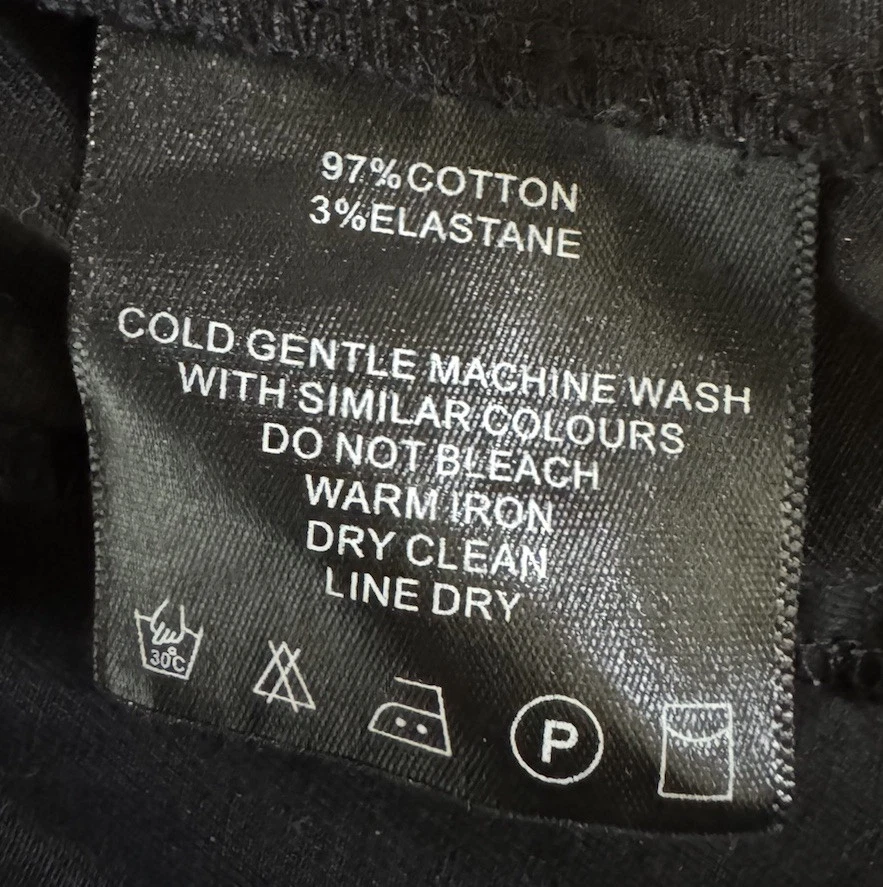 97%COTTON
3%ELASTANE
COLD GENTLE MACHINE WASH
WITH SIMILAR COLOURS
DO NOT BLEACH
WARM IRON
DRY CLEAN
LINE DRY
30°C
P